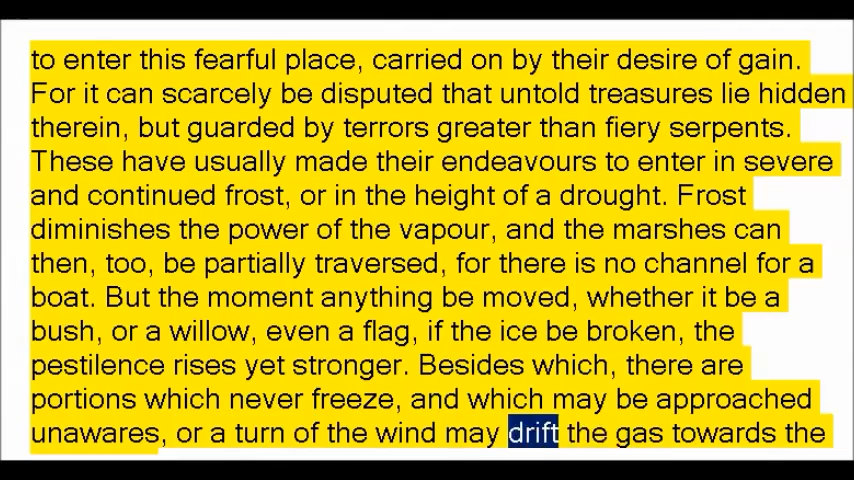 to enter this fearful place, carried on by their desire of gain.
For it can scarcely be disputed that untold treasures lie hidden
therein, but guarded by terrors greater than fiery serpents.
These have usually made their endeavours to enter in severe
and continued frost, or in the height of a drought. Frost
diminishes the power of the vapour, and the marshes can
then, too, be partially traversed, for there is no channel for a
boat. But the moment anything be moved, whether it be a
bush, or a willow, even a flag, if the ice be broken, the
pestilence rises yet stronger. Besides which, there are
portions which never freeze, and which may be approached
unawares, or a turn of the wind may drift the gas towards the